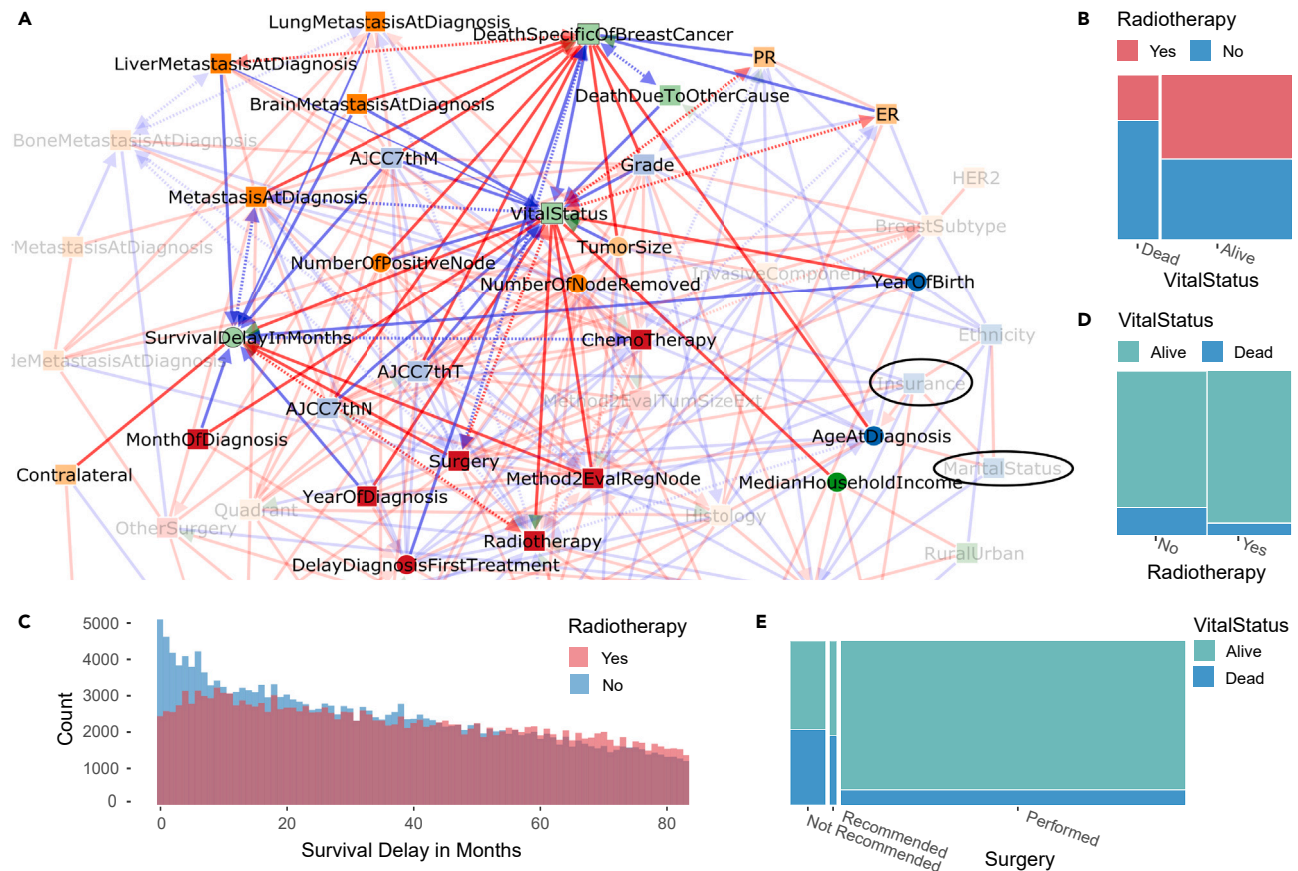 A
LungMetastasisAtDiagnosis
DeathSpecificOfBreastCancer
LiverMetastasisAtDiagnosis
PR
BrainMetastasisAtDiagnosis
DeathDueToOtherCause
ER
BoneMetastasisAtDiagnosis
AJCC7thM
Grade
HER2
MetastasisAtDiagnosis
VitalStatus
BreastSubtype
MetastasisAtDiagnosis
TumorSize
NumberOfPositiveNode
InvasiveComponent
NumberOfNodeRemoved
YearOfBirth
SurvivalDelayInMonths
ChemoTherapy
Ethnicity
deMetastasisAtDiagnosis
AJCC7thT
Insurance
Method2EvalTumSizeExt
AJCC7thN
MonthOfDiagnosis
AgeAtDiagnosis
Contralateral
Surgery
MaritalStatus
Method2EvalRegNode
MedianHouseholdIncome
YearOfDiagnosis
Quadrant
Histology
OtherSurgery
Radiotherapy
RuralUrban
DelayDiagnosisFirstTreatment
B
Radiotherapy
Yes
No
Dead
Alive
VitalStatus
D
VitalStatus
Alive
Dead
No
Yes
Radiotherapy
C
Radiotherapy
Yes
No
5000
4000
3000
2000
1000
0
Count
0
20
40
60
80
Survival Delay in Months
E
VitalStatus
Alive
Dead
Not Recommended
Recommended
Performed
Surgery